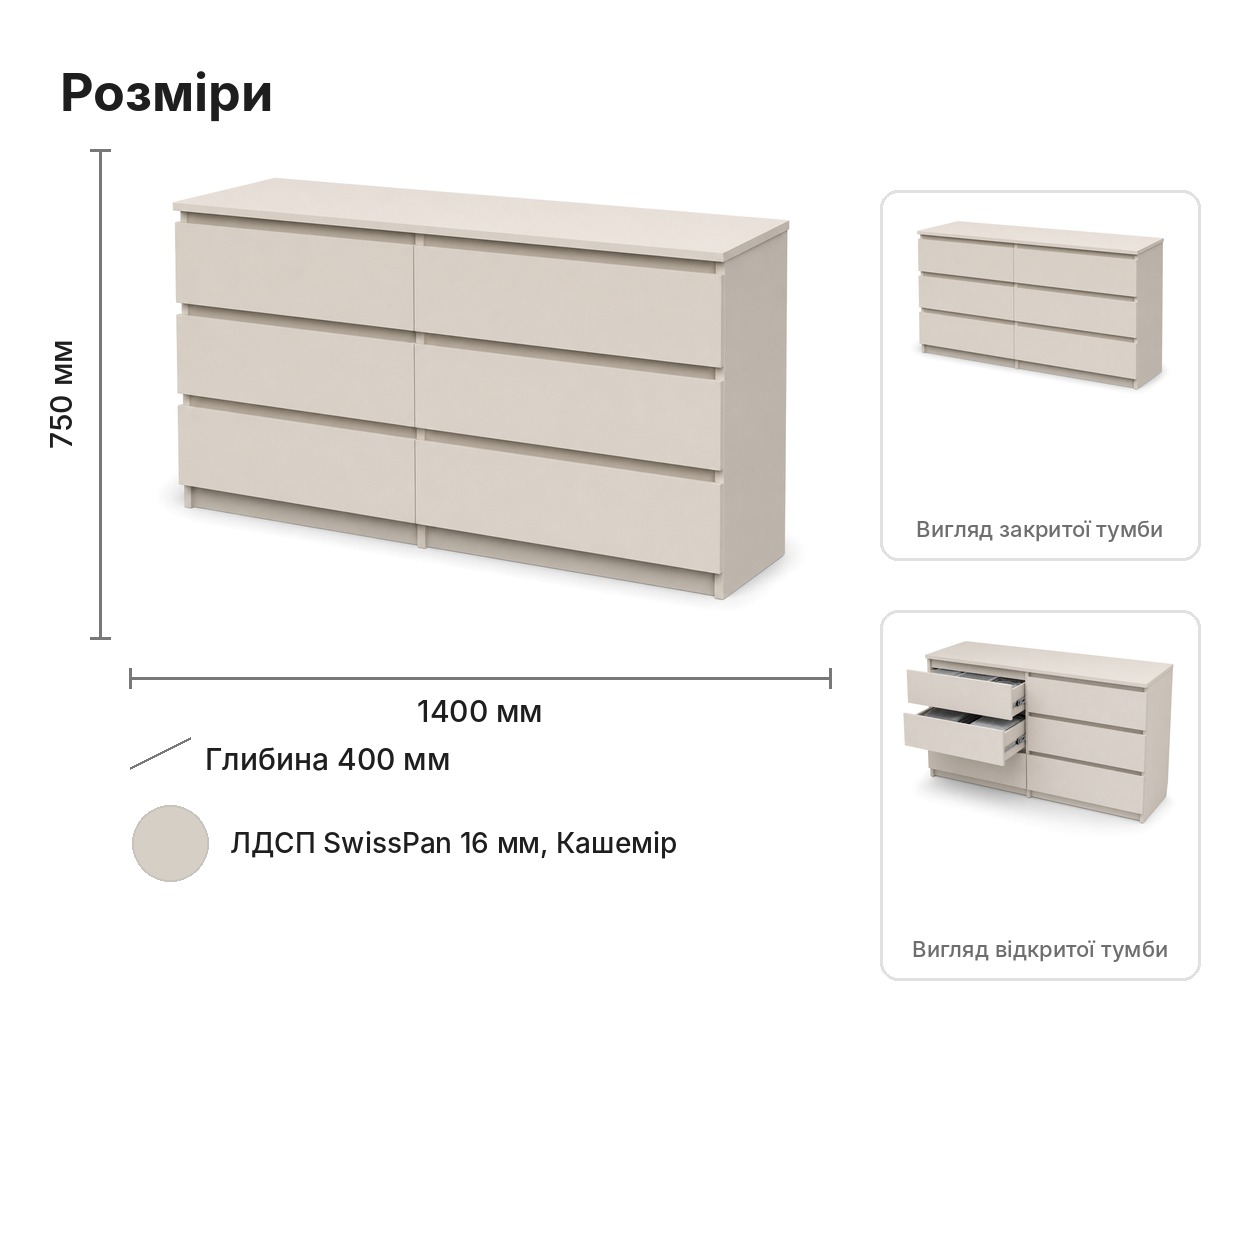 Розміри
750 мм
1400 мм
Глибина 400 мм
ЛДСП SwissPan 16 мм, Кашемір
Вигляд закритої тумби
Вигляд відкритої тумби